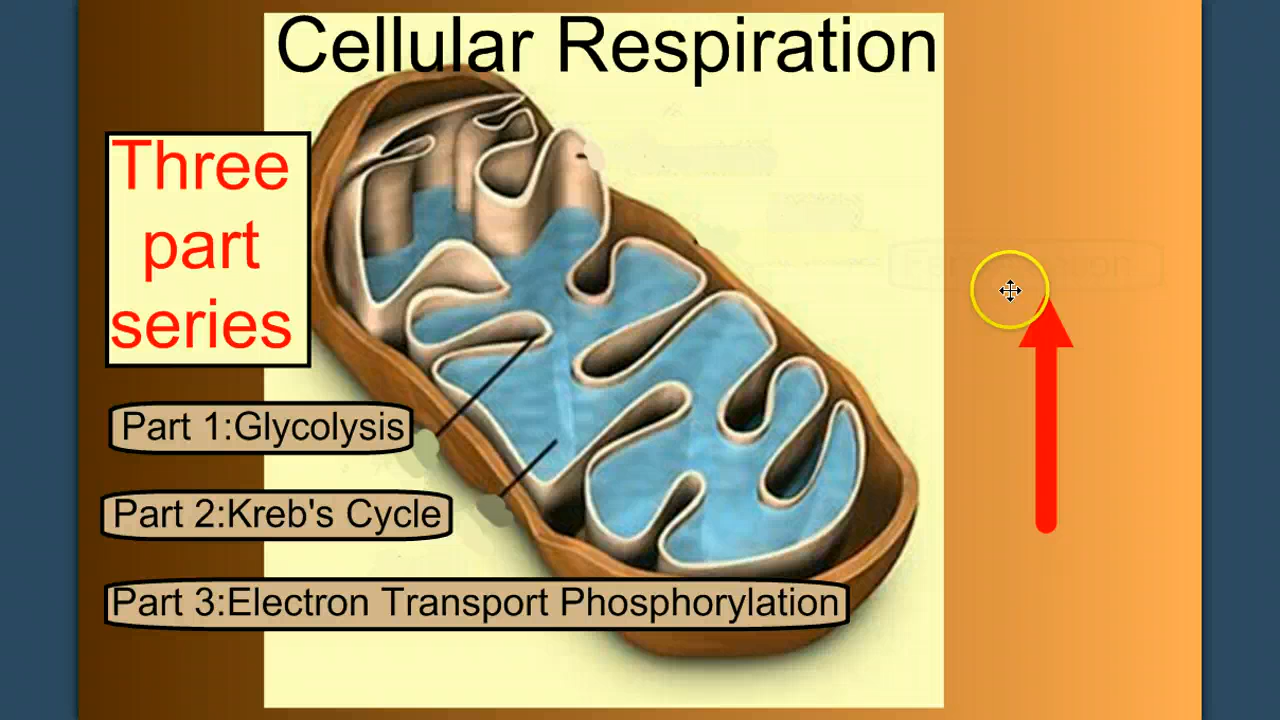 Cellular Respiration
Three
part
series
Part 1:Glycolysis
Part 2:Kreb's Cycle
Part 3:Electron Transport Phosphorylation